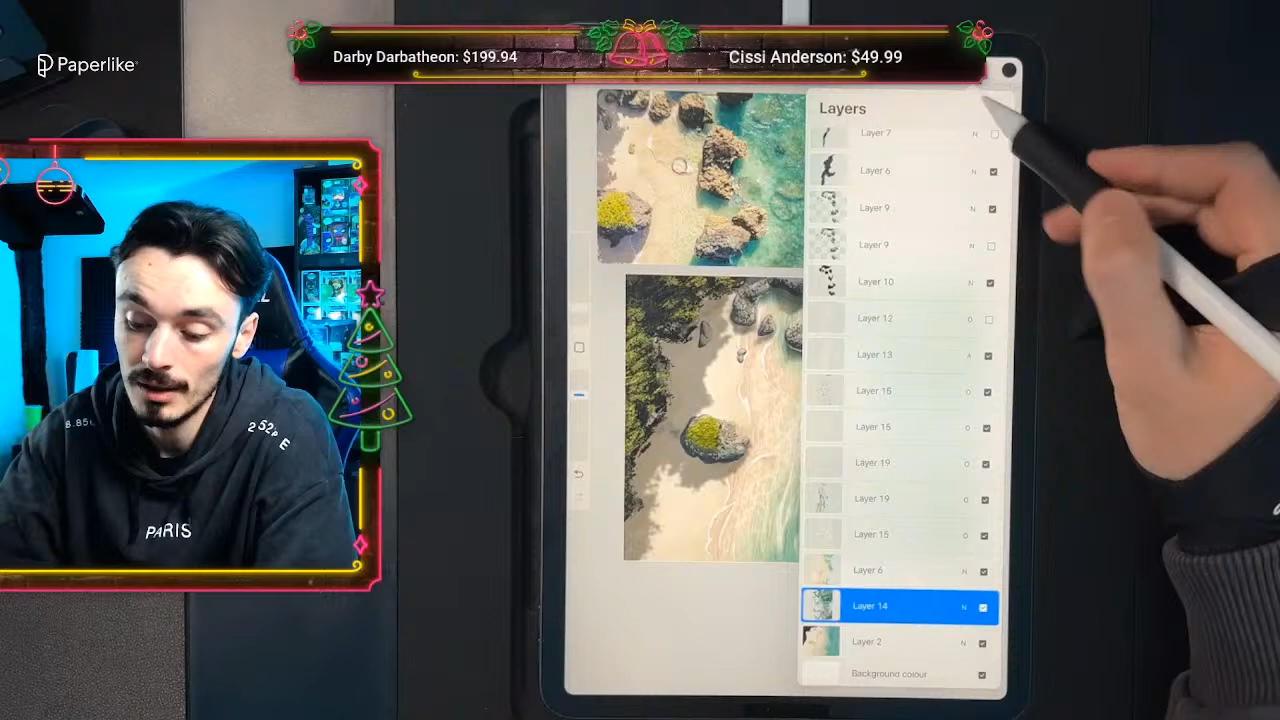 Paperlike
Darby Darbatheon: $199.94
Cissi Anderson: $49.99
Layers
Layer 7 N
Layer 6 N
Layer 9 N
Layer 9 N
Layer 10 N
Layer 12 O
Layer 13 A
Layer 15 O
Layer 15 O
Layer 19 O
Layer 19 O
Layer 15 O
Layer 6 N
Layer 14 N
Layer 2 N
Background colour
252P E
PARIS